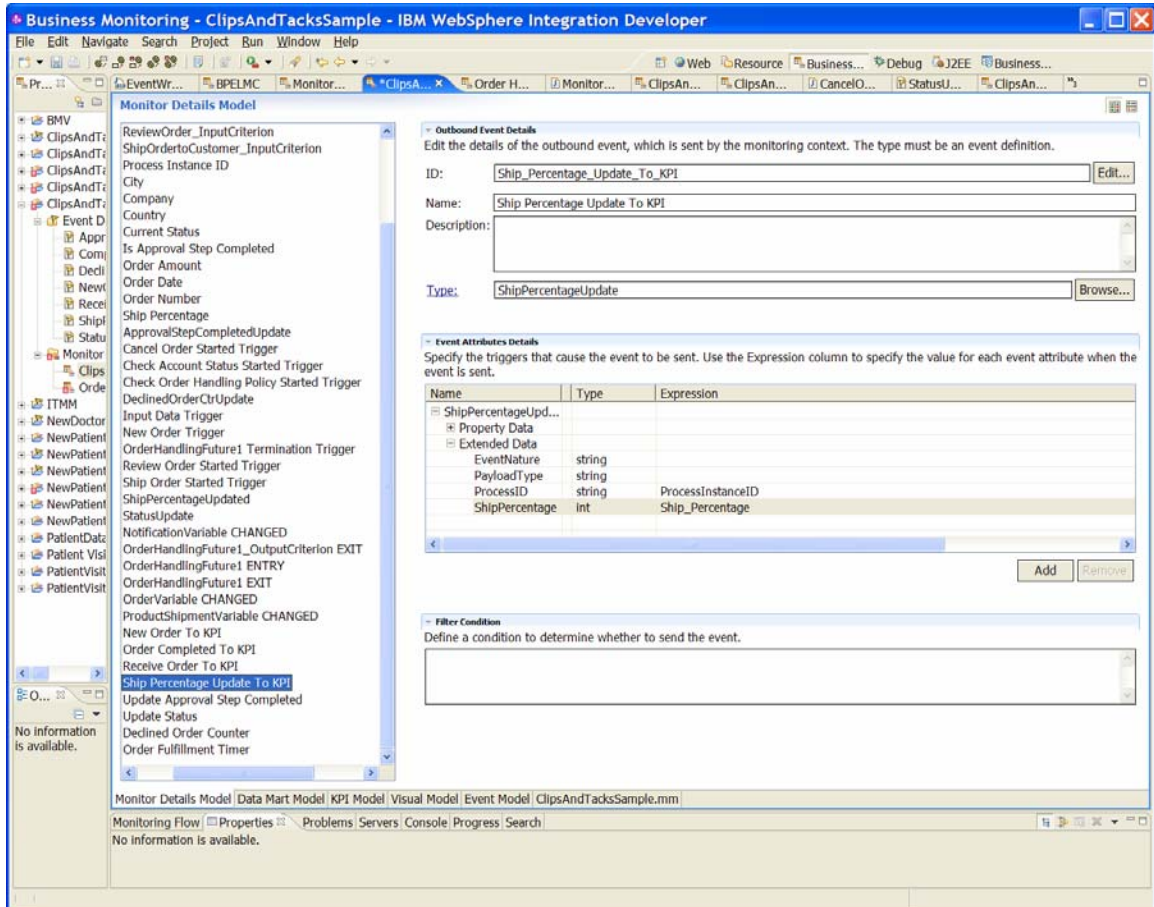 Business Monitoring - ClipsAndTacksSample - IBM WebSphere Integration Developer
File Edit Navigate Search Project Run Window Help
Web Resource Business... Debug J2EE Business...
Pr... EventWr... BPELMC Monitor... *ClipsA... Order H... Monitor... ClipsAn... ClipsAn... CancelO... StatusU... ClipsAn...
BMV
ClipsAndTa
ClipsAndTa
ClipsAndTa
ClipsAndTa
ClipsAndTa
Event D
Appr
Com
Decli
New
Recei
Ship
Statu
Monitor
Clips
Orde
ITMM
NewDoctor
NewPatient
NewPatient
NewPatient
NewPatient
NewPatient
NewPatient
PatientData
Patient Visi
PatientVisit
PatientVisit
O...
No information
is available.
Monitor Details Model
ReviewOrder_InputCriterion
ShipOrdertoCustomer_InputCriterion
Process Instance ID
City
Company
Country
Current Status
Is Approval Step Completed
Order Amount
Order Date
Order Number
Ship Percentage
ApprovalStepCompletedUpdate
Cancel Order Started Trigger
Check Account Status Started Trigger
Check Order Handling Policy Started Trigger
DeclinedOrderCtrUpdate
Input Data Trigger
New Order Trigger
OrderHandlingFuture1 Termination Trigger
Review Order Started Trigger
Ship Order Started Trigger
ShipPercentageUpdated
StatusUpdate
NotificationVariable CHANGED
OrderHandlingFuture1_OutputCriterion EXIT
OrderHandlingFuture1 ENTRY
OrderHandlingFuture1 EXIT
OrderVariable CHANGED
ProductShipmentVariable CHANGED
New Order To KPI
Order Completed To KPI
Receive Order To KPI
Ship Percentage Update To KPI
Update Approval Step Completed
Update Status
Declined Order Counter
Order Fulfillment Timer
Outbound Event Details
Edit the details of the outbound event, which is sent by the monitoring context. The type must be an event definition.
ID: Ship_Percentage_Update_To_KPI Edit...
Name: Ship Percentage Update To KPI
Description:
Type: ShipPercentageUpdate Browse...
Event Attributes Details
Specify the triggers that cause the event to be sent. Use the Expression column to specify the value for each event attribute when the
event is sent.
Name Type Expression
ShipPercentageUpd...
Property Data
Extended Data
EventNature string
PayloadType string
ProcessID string ProcessInstanceID
ShipPercentage int Ship_Percentage
Add Remove
Filter Condition
Define a condition to determine whether to send the event.
Monitor Details Model Data Mart Model KPI Model Visual Model Event Model ClipsAndTacksSample.mm
Monitoring Flow Properties Problems Servers Console Progress Search
No information is available.